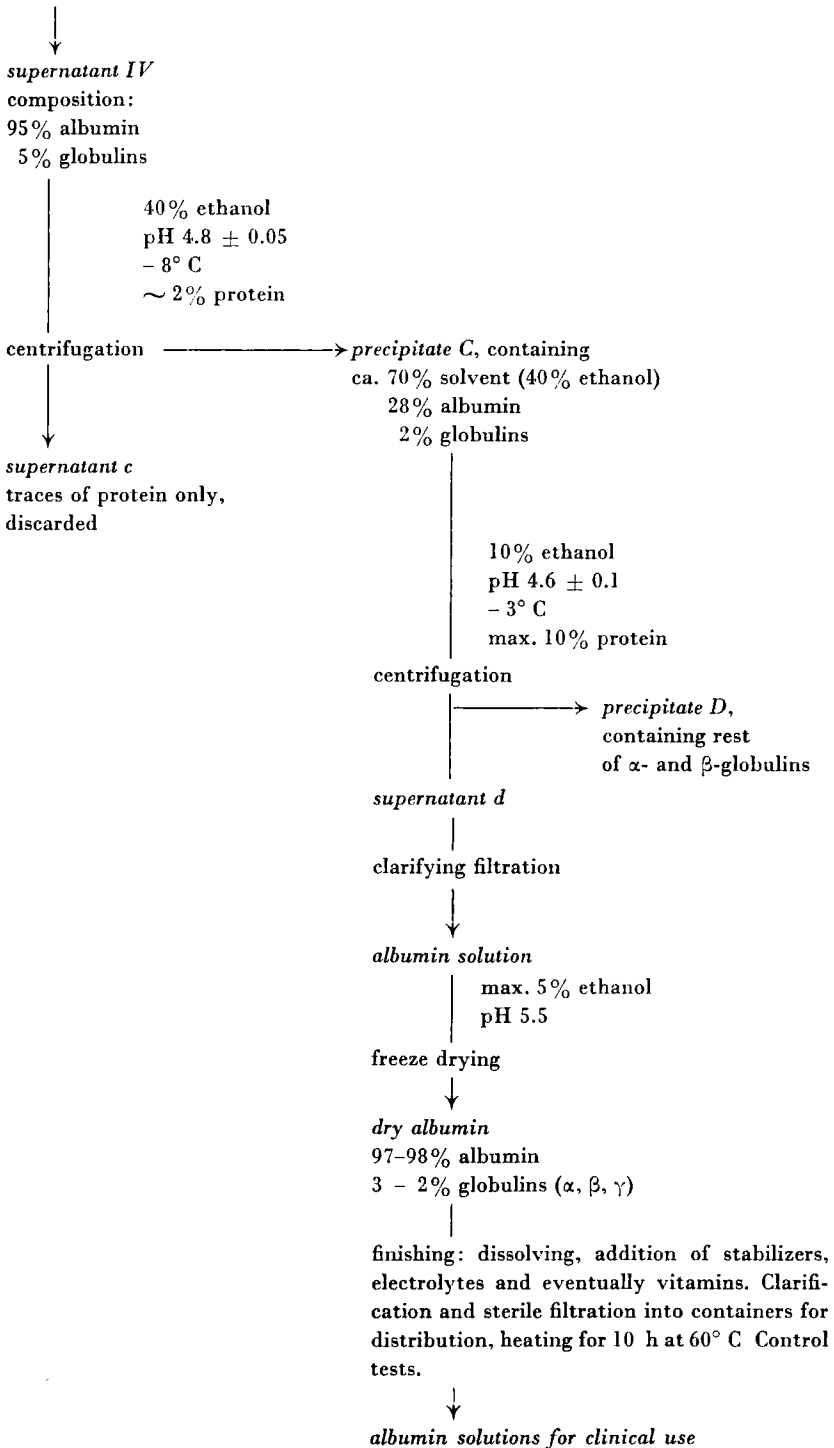 supernatant IV
composition:
95% albumin
5% globulins
40% ethanol
pH 4.8 ± 0.05
– 8° C
~ 2% protein
centrifugation
precipitate C, containing
ca. 70% solvent (40% ethanol)
28% albumin
2% globulins
supernatant c
traces of protein only,
discarded
10% ethanol
pH 4.6 ± 0.1
– 3° C
max. 10% protein
centrifugation
precipitate D,
containing rest
of α- and β-globulins
supernatant d
clarifying filtration
albumin solution
max. 5% ethanol
pH 5.5
freeze drying
dry albumin
97–98% albumin
3 – 2% globulins (α, β, γ)
finishing: dissolving, addition of stabilizers,
electrolytes and eventually vitamins. Clarifi-
cation and sterile filtration into containers for
distribution, heating for 10 h at 60° C Control
tests.
albumin solutions for clinical use